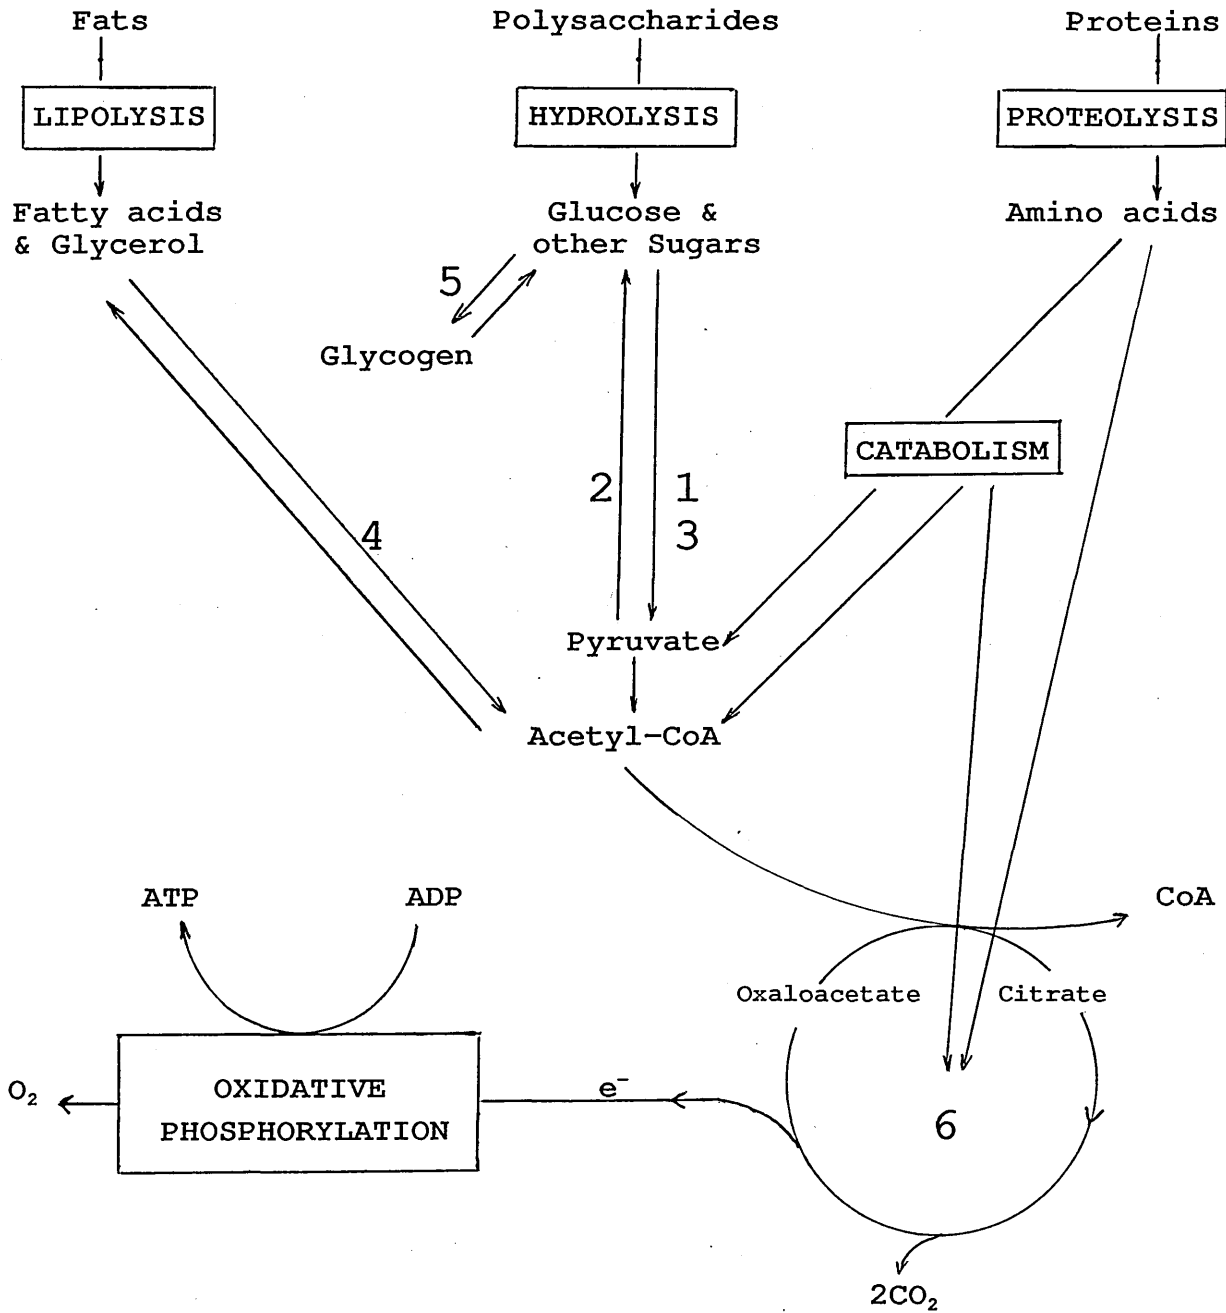 Fats
Polysaccharides
Proteins
LIPOLYSIS
HYDROLYSIS
PROTEOLYSIS
Fatty acids
& Glycerol
Glucose &
other Sugars
Amino acids
5
Glycogen
CATABOLISM
2
1
3
4
Pyruvate
Acetyl-CoA
ATP
ADP
CoA
Oxaloacetate
Citrate
O₂
OXIDATIVE
PHOSPHORYLATION
e⁻
6
2CO₂